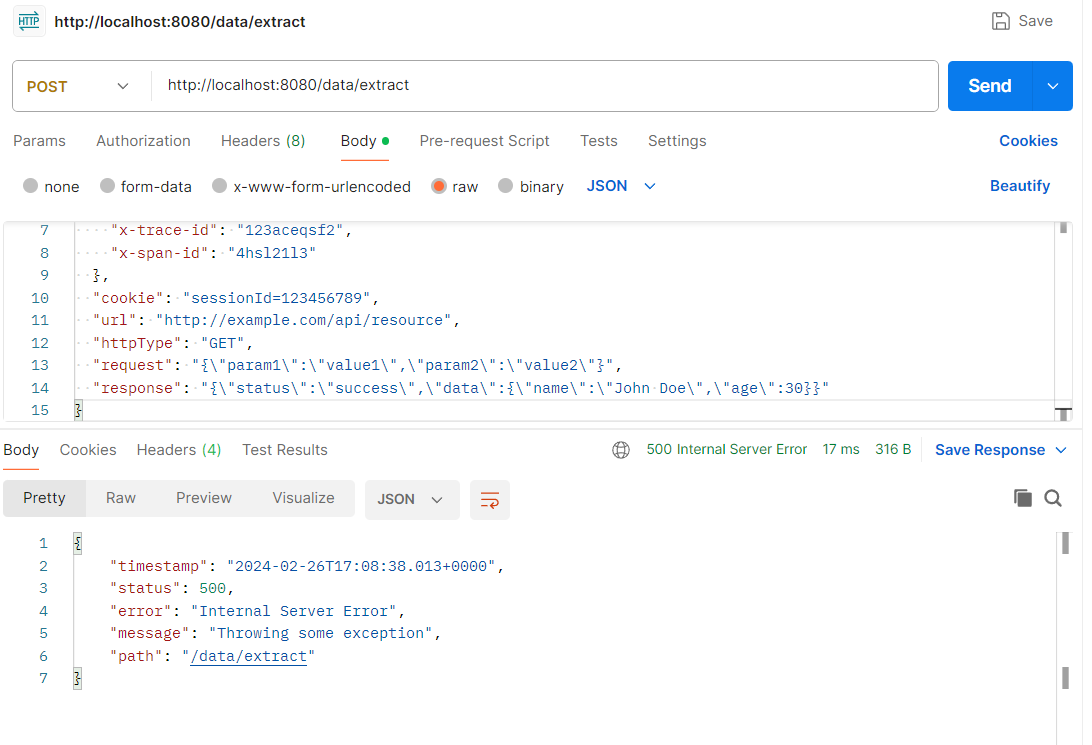 HTTP http://localhost:8080/data/extract Save
POST http://localhost:8080/data/extract Send
Params Authorization Headers (8) Body Pre-request Script Tests Settings Cookies
none form-data x-www-form-urlencoded raw binary JSON Beautify
7 "x-trace-id": "123aceqsf2",
8 "x-span-id": "4hsl21l3"
9 },
10 "cookie": "sessionId=123456789",
11 "url": "http://example.com/api/resource",
12 "httpType": "GET",
13 "request": "{\"param1\":\"value1\",\"param2\":\"value2\"}",
14 "response": "{\"status\":\"success\",\"data\":{\"name\":\"John Doe\",\"age\":30}}"
15 }
Body Cookies Headers (4) Test Results 500 Internal Server Error 17 ms 316 B Save Response
Pretty Raw Preview Visualize JSON
1 {
2 "timestamp": "2024-02-26T17:08:38.013+0000",
3 "status": 500,
4 "error": "Internal Server Error",
5 "message": "Throwing some exception",
6 "path": "/data/extract"
7 }